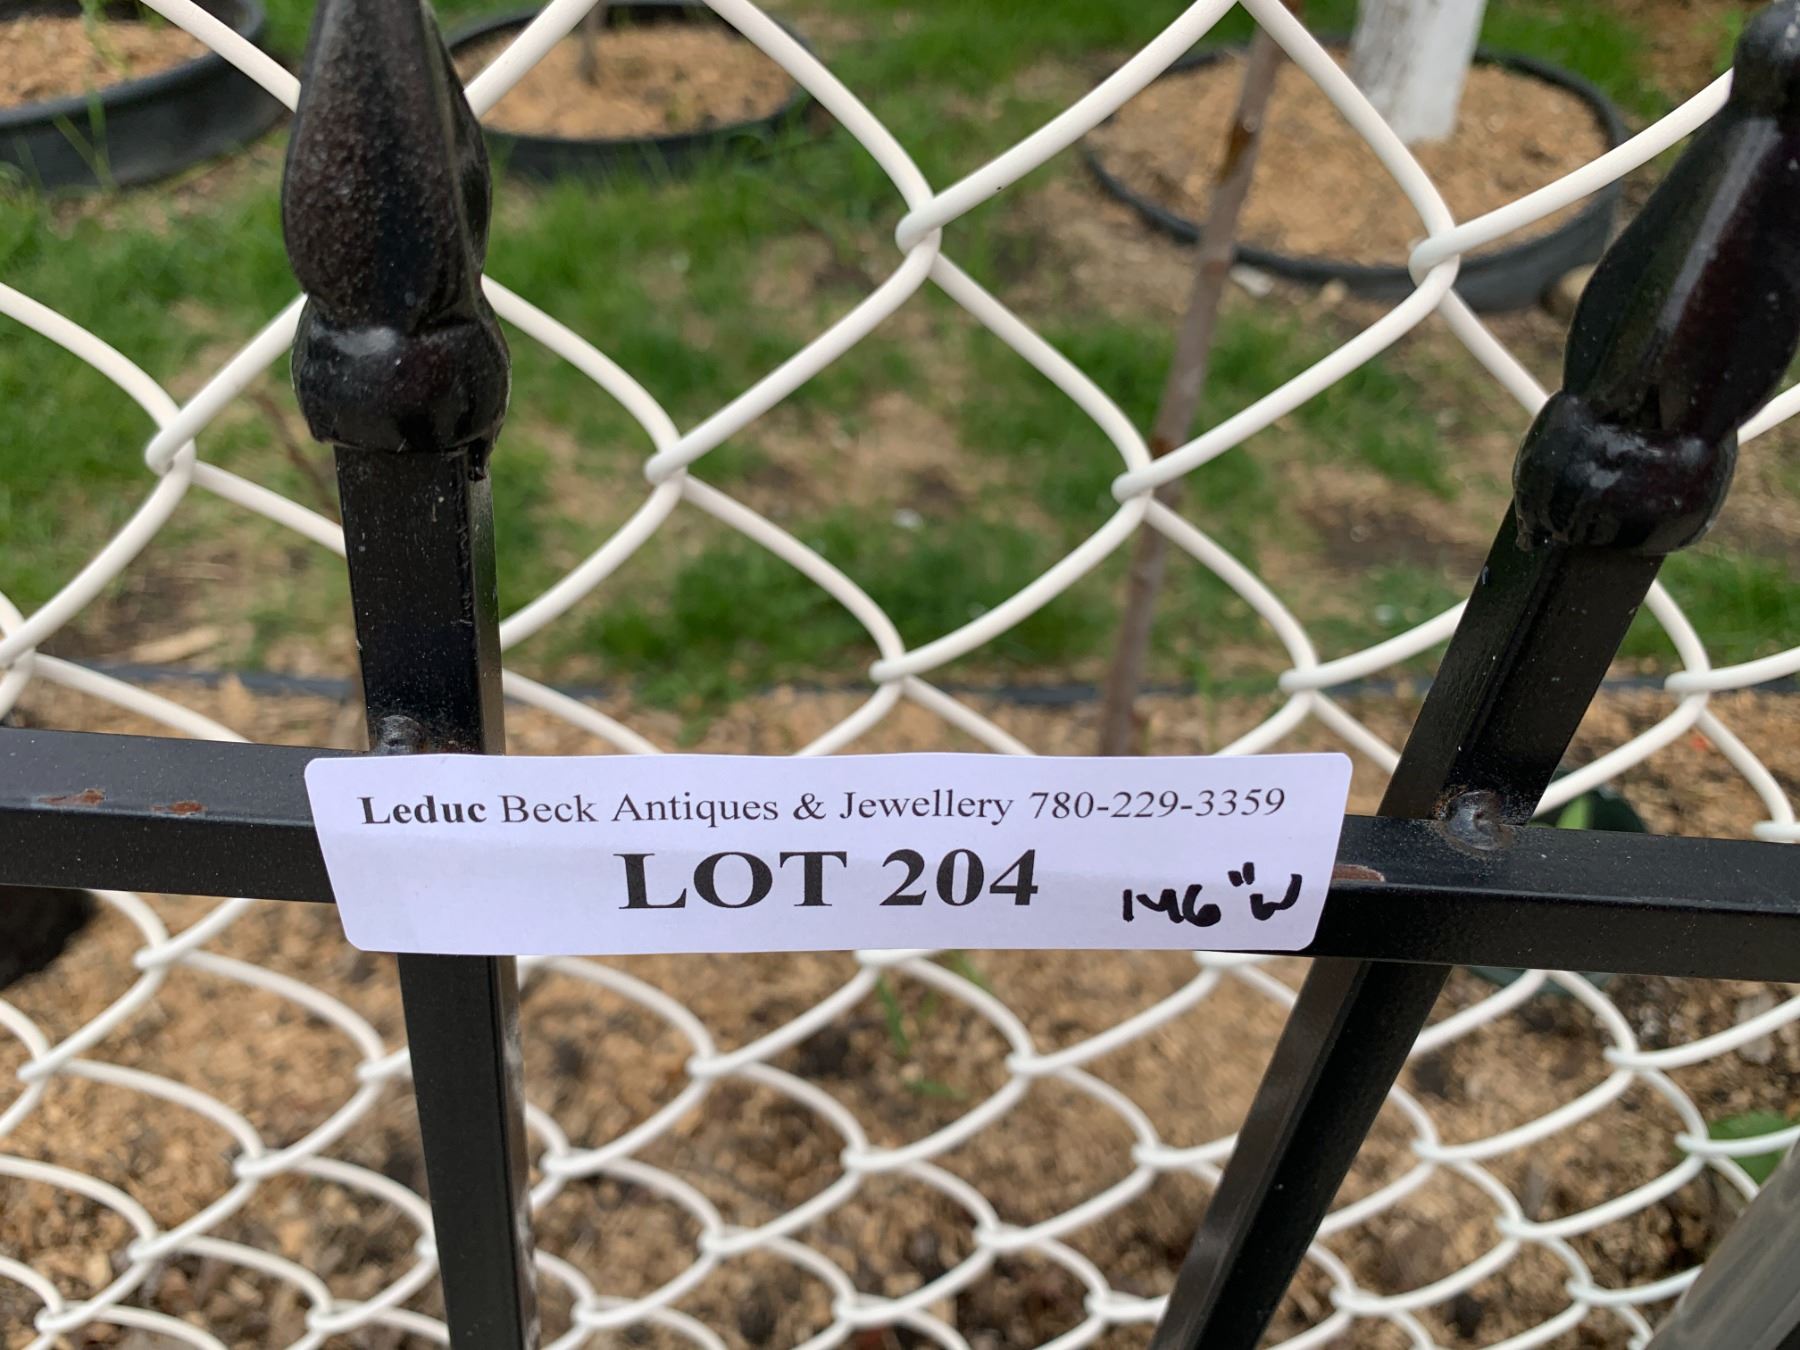 Leduc Beck Antiques & Jewellery 780-229-3359
LOT 204 146"W